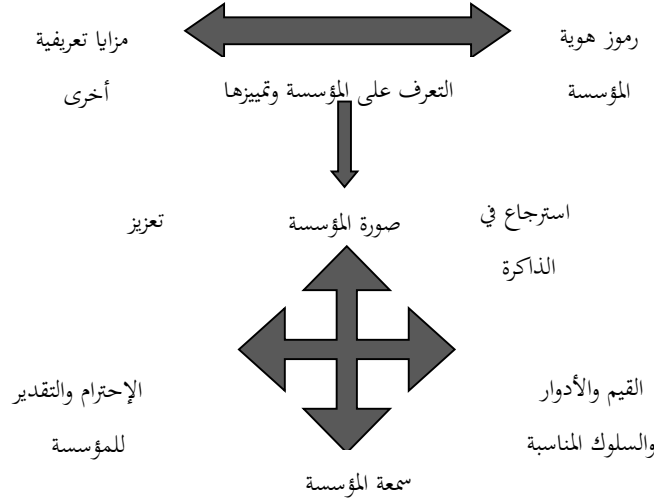 رموز هوية
المؤسسة
مزايا تعريفية
أخرى
التعرف على المؤسسة وتمييزها
استرجاع في
الذاكرة
صورة المؤسسة
تعزيز
القيم والأدوار
والسلوك المناسبة
الإحترام والتقدير
للمؤسسة
سمعة المؤسسة